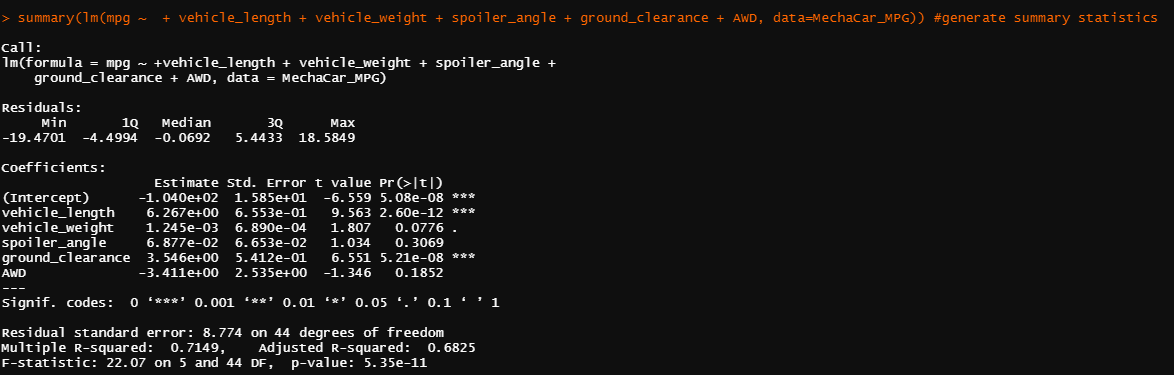 > summary(lm(mpg ~  + vehicle_length + vehicle_weight + spoiler_angle + ground_clearance + AWD, data=MechaCar_MPG)) #generate summary statistics

Call:
lm(formula = mpg ~ +vehicle_length + vehicle_weight + spoiler_angle +
    ground_clearance + AWD, data = MechaCar_MPG)

Residuals:
     Min       1Q   Median       3Q      Max
-19.4701  -4.4994  -0.0692   5.4433  18.5849

Coefficients:
                   Estimate Std. Error t value Pr(>|t|)
(Intercept)      -1.040e+02  1.585e+01  -6.559 5.08e-08 ***
vehicle_length    6.267e+00  6.553e-01   9.563 2.60e-12 ***
vehicle_weight    1.245e-03  6.890e-04   1.807   0.0776 .
spoiler_angle     6.877e-02  6.653e-02   1.034   0.3069
ground_clearance  3.546e+00  5.412e-01   6.551 5.21e-08 ***
AWD              -3.411e+00  2.535e+00  -1.346   0.1852
---
Signif. codes:  0 ‘***’ 0.001 ‘**’ 0.01 ‘*’ 0.05 ‘.’ 0.1 ‘ ’ 1

Residual standard error: 8.774 on 44 degrees of freedom
Multiple R-squared:  0.7149,    Adjusted R-squared:  0.6825
F-statistic: 22.07 on 5 and 44 DF,  p-value: 5.35e-11